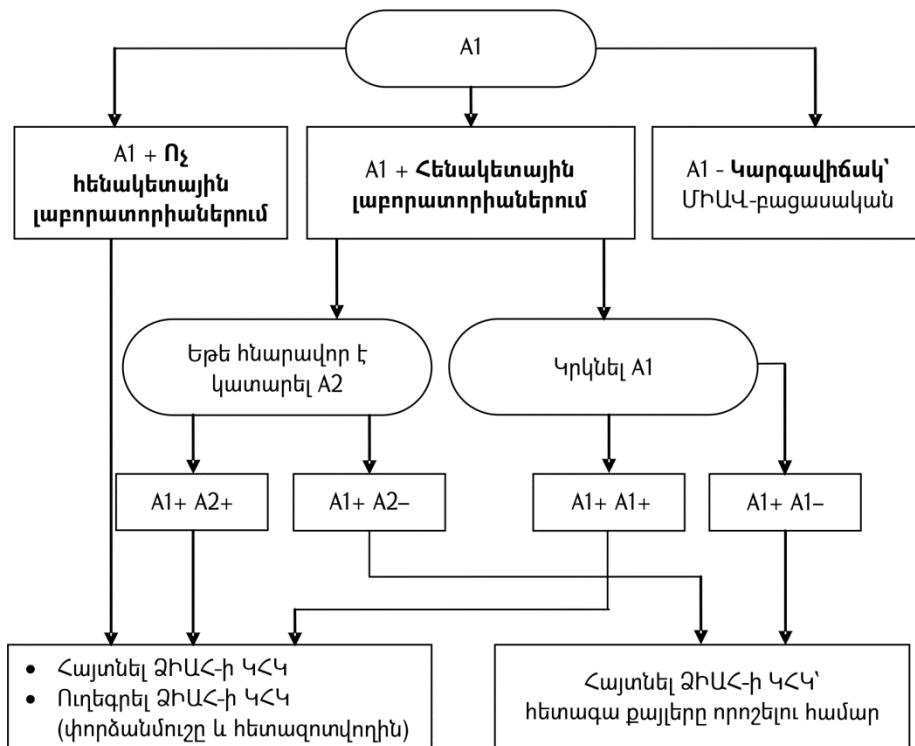 A1
A1 + Ոչ
հենակետային
լաբորատորիաներում
A1 + Հենակետային
լաբորատորիաներում
A1 - Կարգավիճակ՝
ՄԻԱՎ-բացասական
Եթե հնարավոր է
կատարել A2
Կրկնել A1
A1+ A2+
A1+ A2–
A1+ A1+
A1+ A1–
• Հայտնել ՁԻԱՀ-ի ԿՀԿ
• Ուղեգրել ՁԻԱՀ-ի ԿՀԿ
(փորձանմուշը և հետազոտվողին)
Հայտնել ՁԻԱՀ-ի ԿՀԿ՝
հետագա քայլերը որոշելու համար